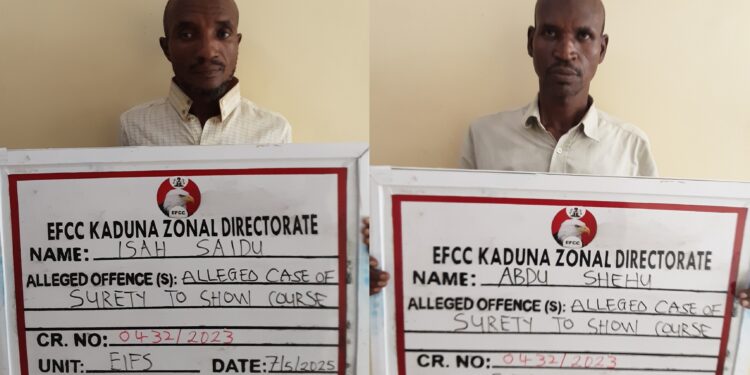 EFCC
EFCC KADUNA ZONAL DIRECTORATE
NAME: ISAH SAIDU
ALLEGED OFFENCE (S): ALLEGED CASE OF
SURETY TO SHOW COURSE
CR. NO: 0432/2023
UNIT: EIFS DATE: 7/5/2025
EFCC
EFCC KADUNA ZONAL DIRECTORATE
NAME: ABDU SHEHU
ALLEGED OFFENCE (S): ALLEGED CASE OF
SURETY TO SHOW COURSE
CR. NO: 0432/2023